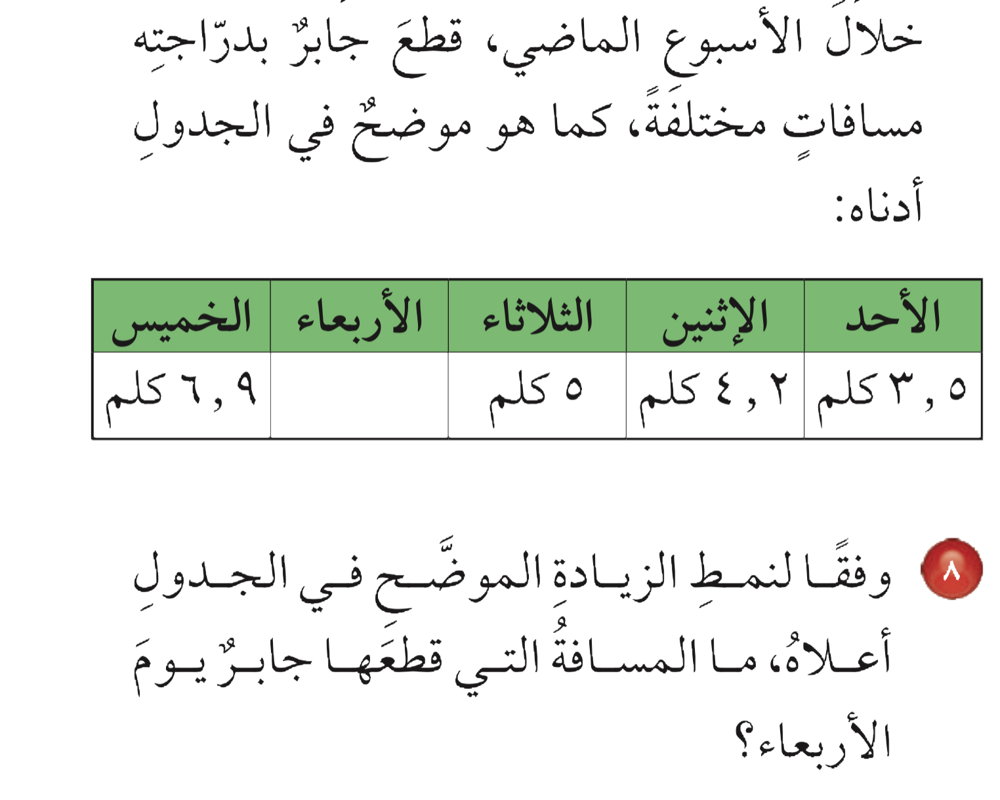 خلالَ الأسبوع الماضي، قطعَ جابرٌ بدرّاجتِه
مسافاتٍ مختلفَةً، كما هو موضحٌ في الجدولِ
أدناه:
الأحد الإثنين الثلاثاء الأربعاء الخميس
٣,٥ كلم ٤,٢ كلم ٥ كلم ٦,٩ كلم
٨ وفقًا لنمطِ الزيادةِ الموضَّحِ في الجدولِ
أعلاهُ، ما المسافةُ التي قطعَها جابرٌ يومَ
الأربعاء؟